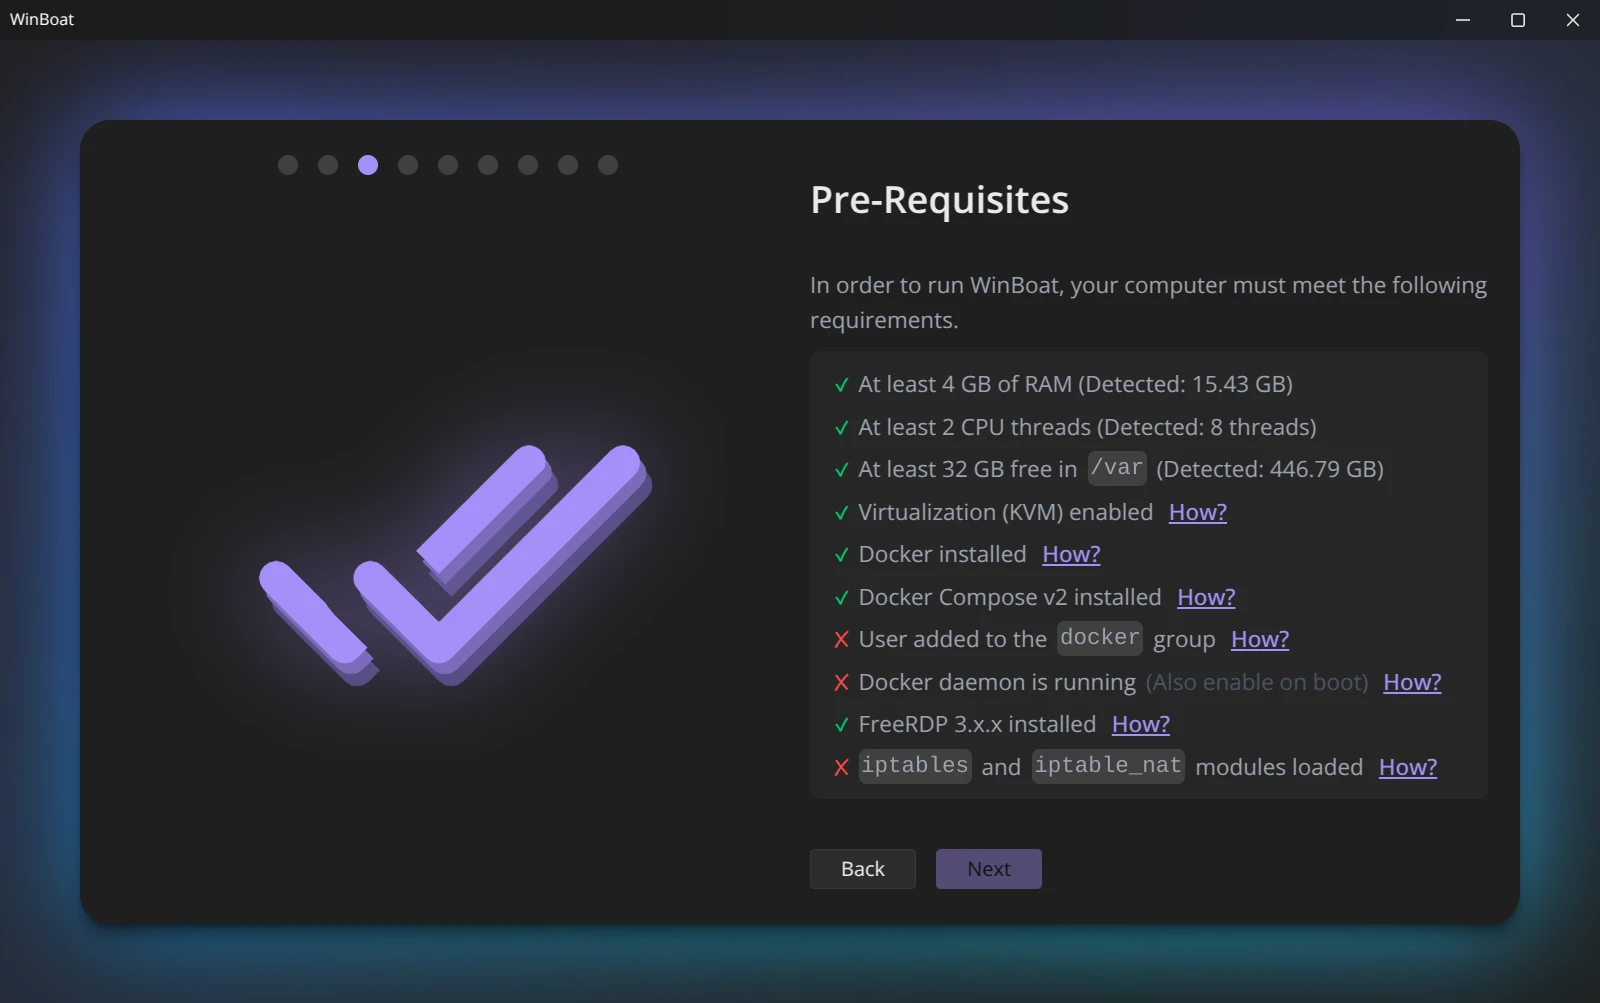 WinBoat
Pre-Requisites
In order to run WinBoat, your computer must meet the following
requirements.
✓ At least 4 GB of RAM (Detected: 15.43 GB)
✓ At least 2 CPU threads (Detected: 8 threads)
✓ At least 32 GB free in /var (Detected: 446.79 GB)
✓ Virtualization (KVM) enabled How?
✓ Docker installed How?
✓ Docker Compose v2 installed How?
✗ User added to the docker group How?
✗ Docker daemon is running (Also enable on boot) How?
✓ FreeRDP 3.x.x installed How?
✗ iptables and iptable_nat modules loaded How?
Back Next